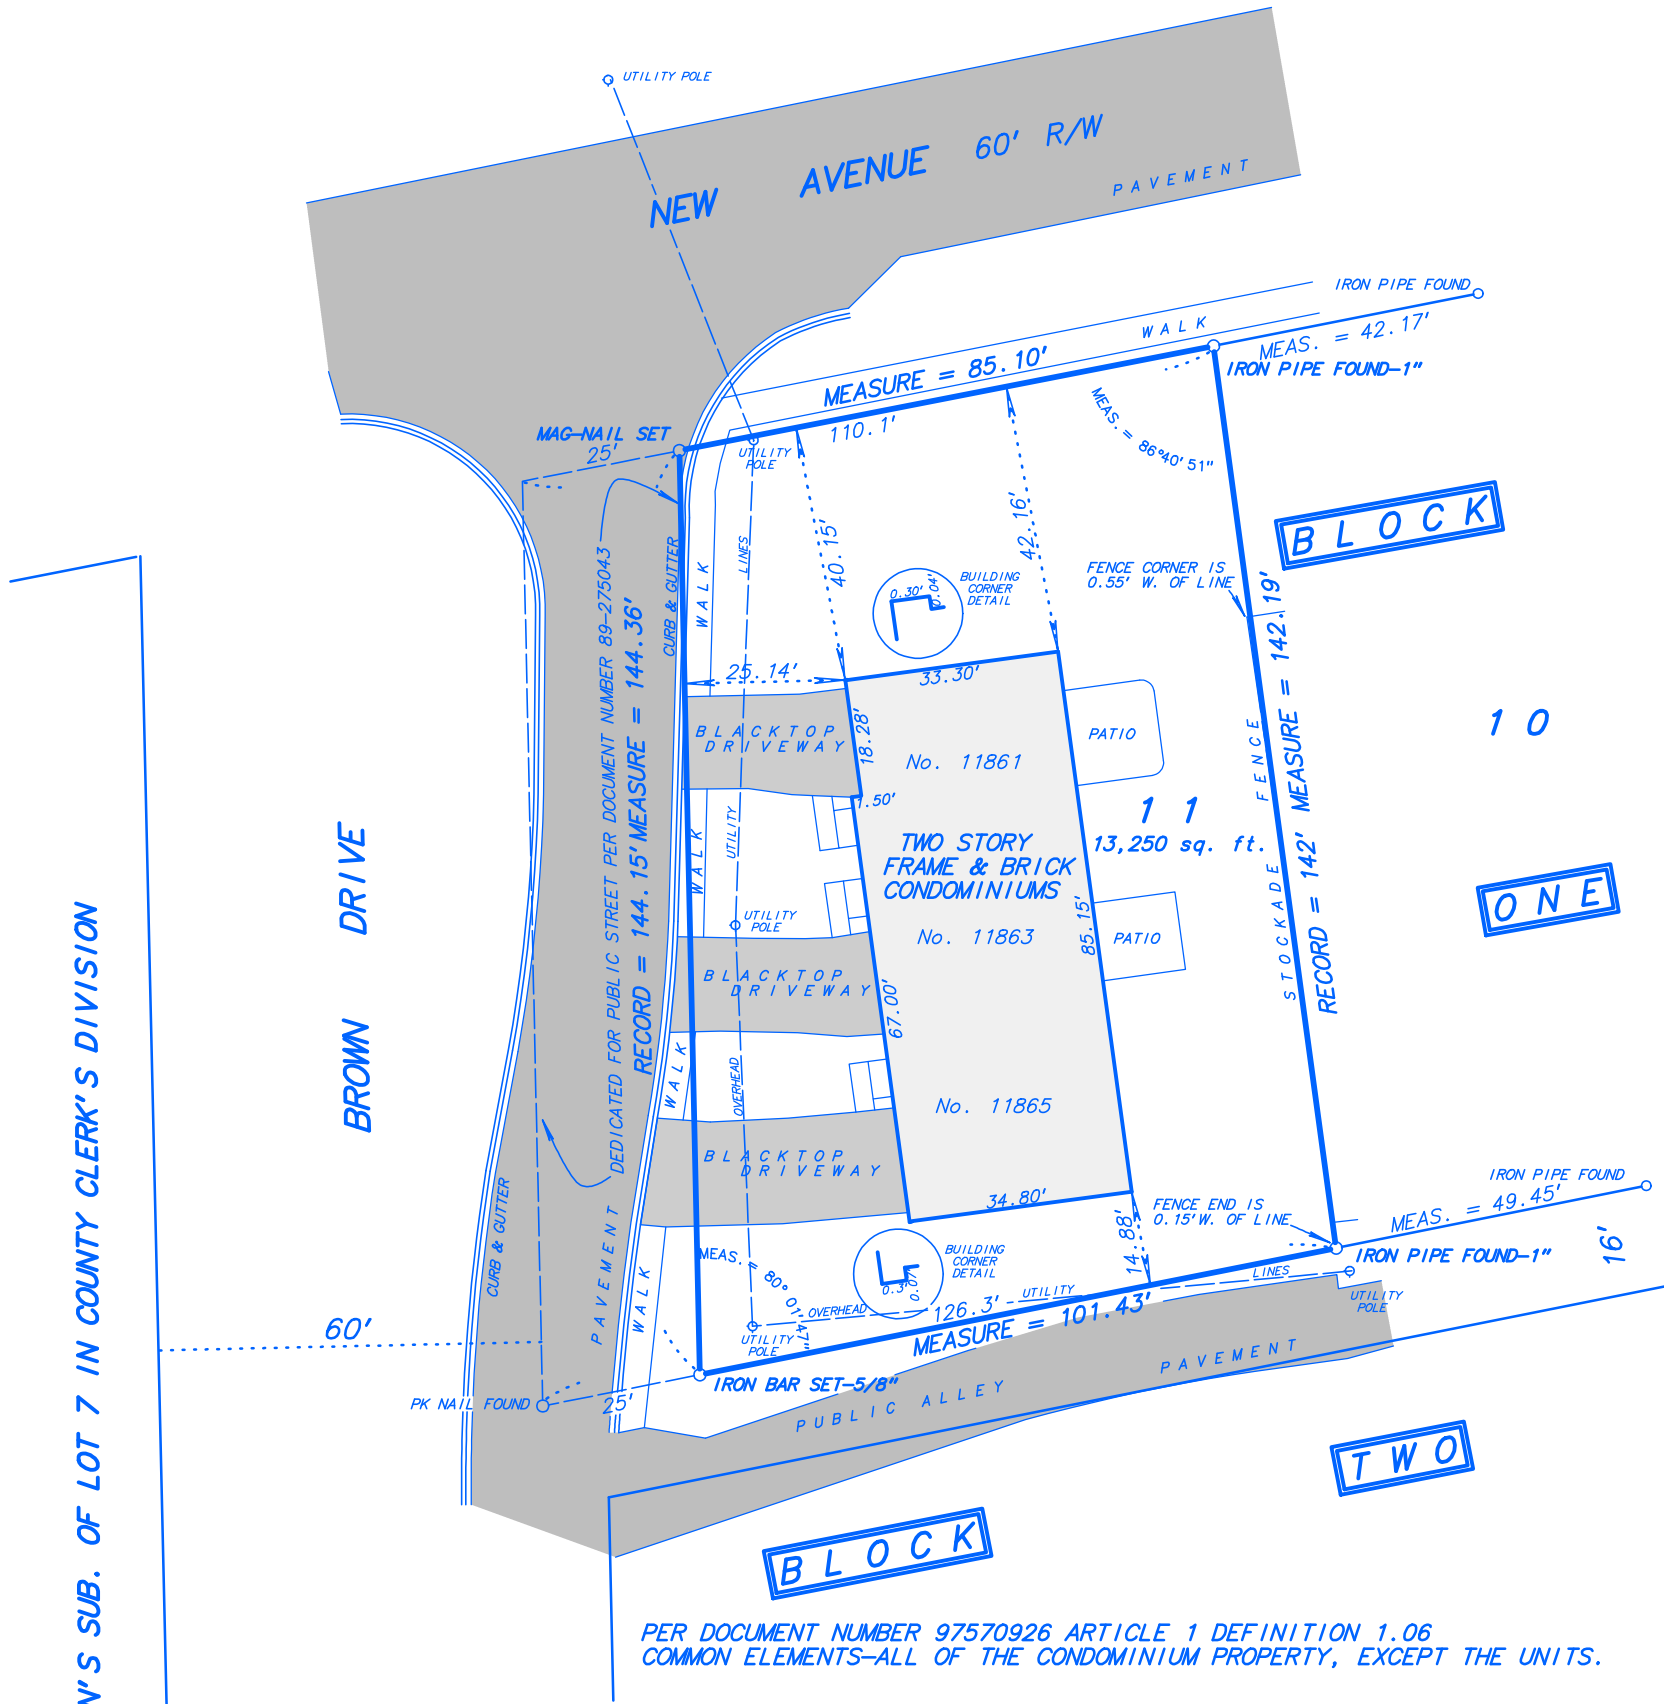 UTILITY POLE
NEW AVENUE 60' R/W
PAVEMENT
IRON PIPE FOUND
WALK
MEAS. = 42.17'
IRON PIPE FOUND-1"
MEASURE = 85.10'
110.1'
MAG-NAIL SET
25'
UTILITY
POLE
MEAS. = 86°40'51"
BLOCK
40.15'
42.16'
LINES
CURB & GUTTER
WALK
FENCE CORNER IS
0.55' W. OF LINE
0.30'
0.04'
BUILDING
CORNER
DETAIL
25.14'
33.30'
18.28'
BLACKTOP
DRIVEWAY
No. 11861
PATIO
10
1.50'
11
13,250 sq. ft.
TWO STORY
FRAME & BRICK
CONDOMINIUMS
UTILITY
WALK
STOCKADE FENCE
RECORD = 142' MEASURE = 142.19'
ONE
UTILITY
POLE
No. 11863
85.15'
PATIO
BLACKTOP
DRIVEWAY
67.00'
BROWN DRIVE
DEDICATED FOR PUBLIC STREET PER DOCUMENT NUMBER 89-275043
RECORD = 144.15' MEASURE = 144.36'
WALK
OVERHEAD
No. 11865
BLACKTOP
DRIVEWAY
34.80'
FENCE END IS
0.15' W. OF LINE
IRON PIPE FOUND
MEAS. = 49.45'
IRON PIPE FOUND-1"
16'
14.88'
CURB & GUTTER
PAVEMENT
WALK
MEAS. = 80°01'47"
BUILDING
CORNER
DETAIL
0.3'
0.07'
OVERHEAD
UTILITY
LINES
126.3'
MEASURE = 101.43'
UTILITY
POLE
UTILITY
POLE
60'
PK NAIL FOUND
25'
IRON BAR SET-5/8"
PUBLIC ALLEY
PAVEMENT
TWO
BLOCK
N'S SUB. OF LOT 7 IN COUNTY CLERK'S DIVISION
PER DOCUMENT NUMBER 97570926 ARTICLE 1 DEFINITION 1.06
COMMON ELEMENTS-ALL OF THE CONDOMINIUM PROPERTY, EXCEPT THE UNITS.